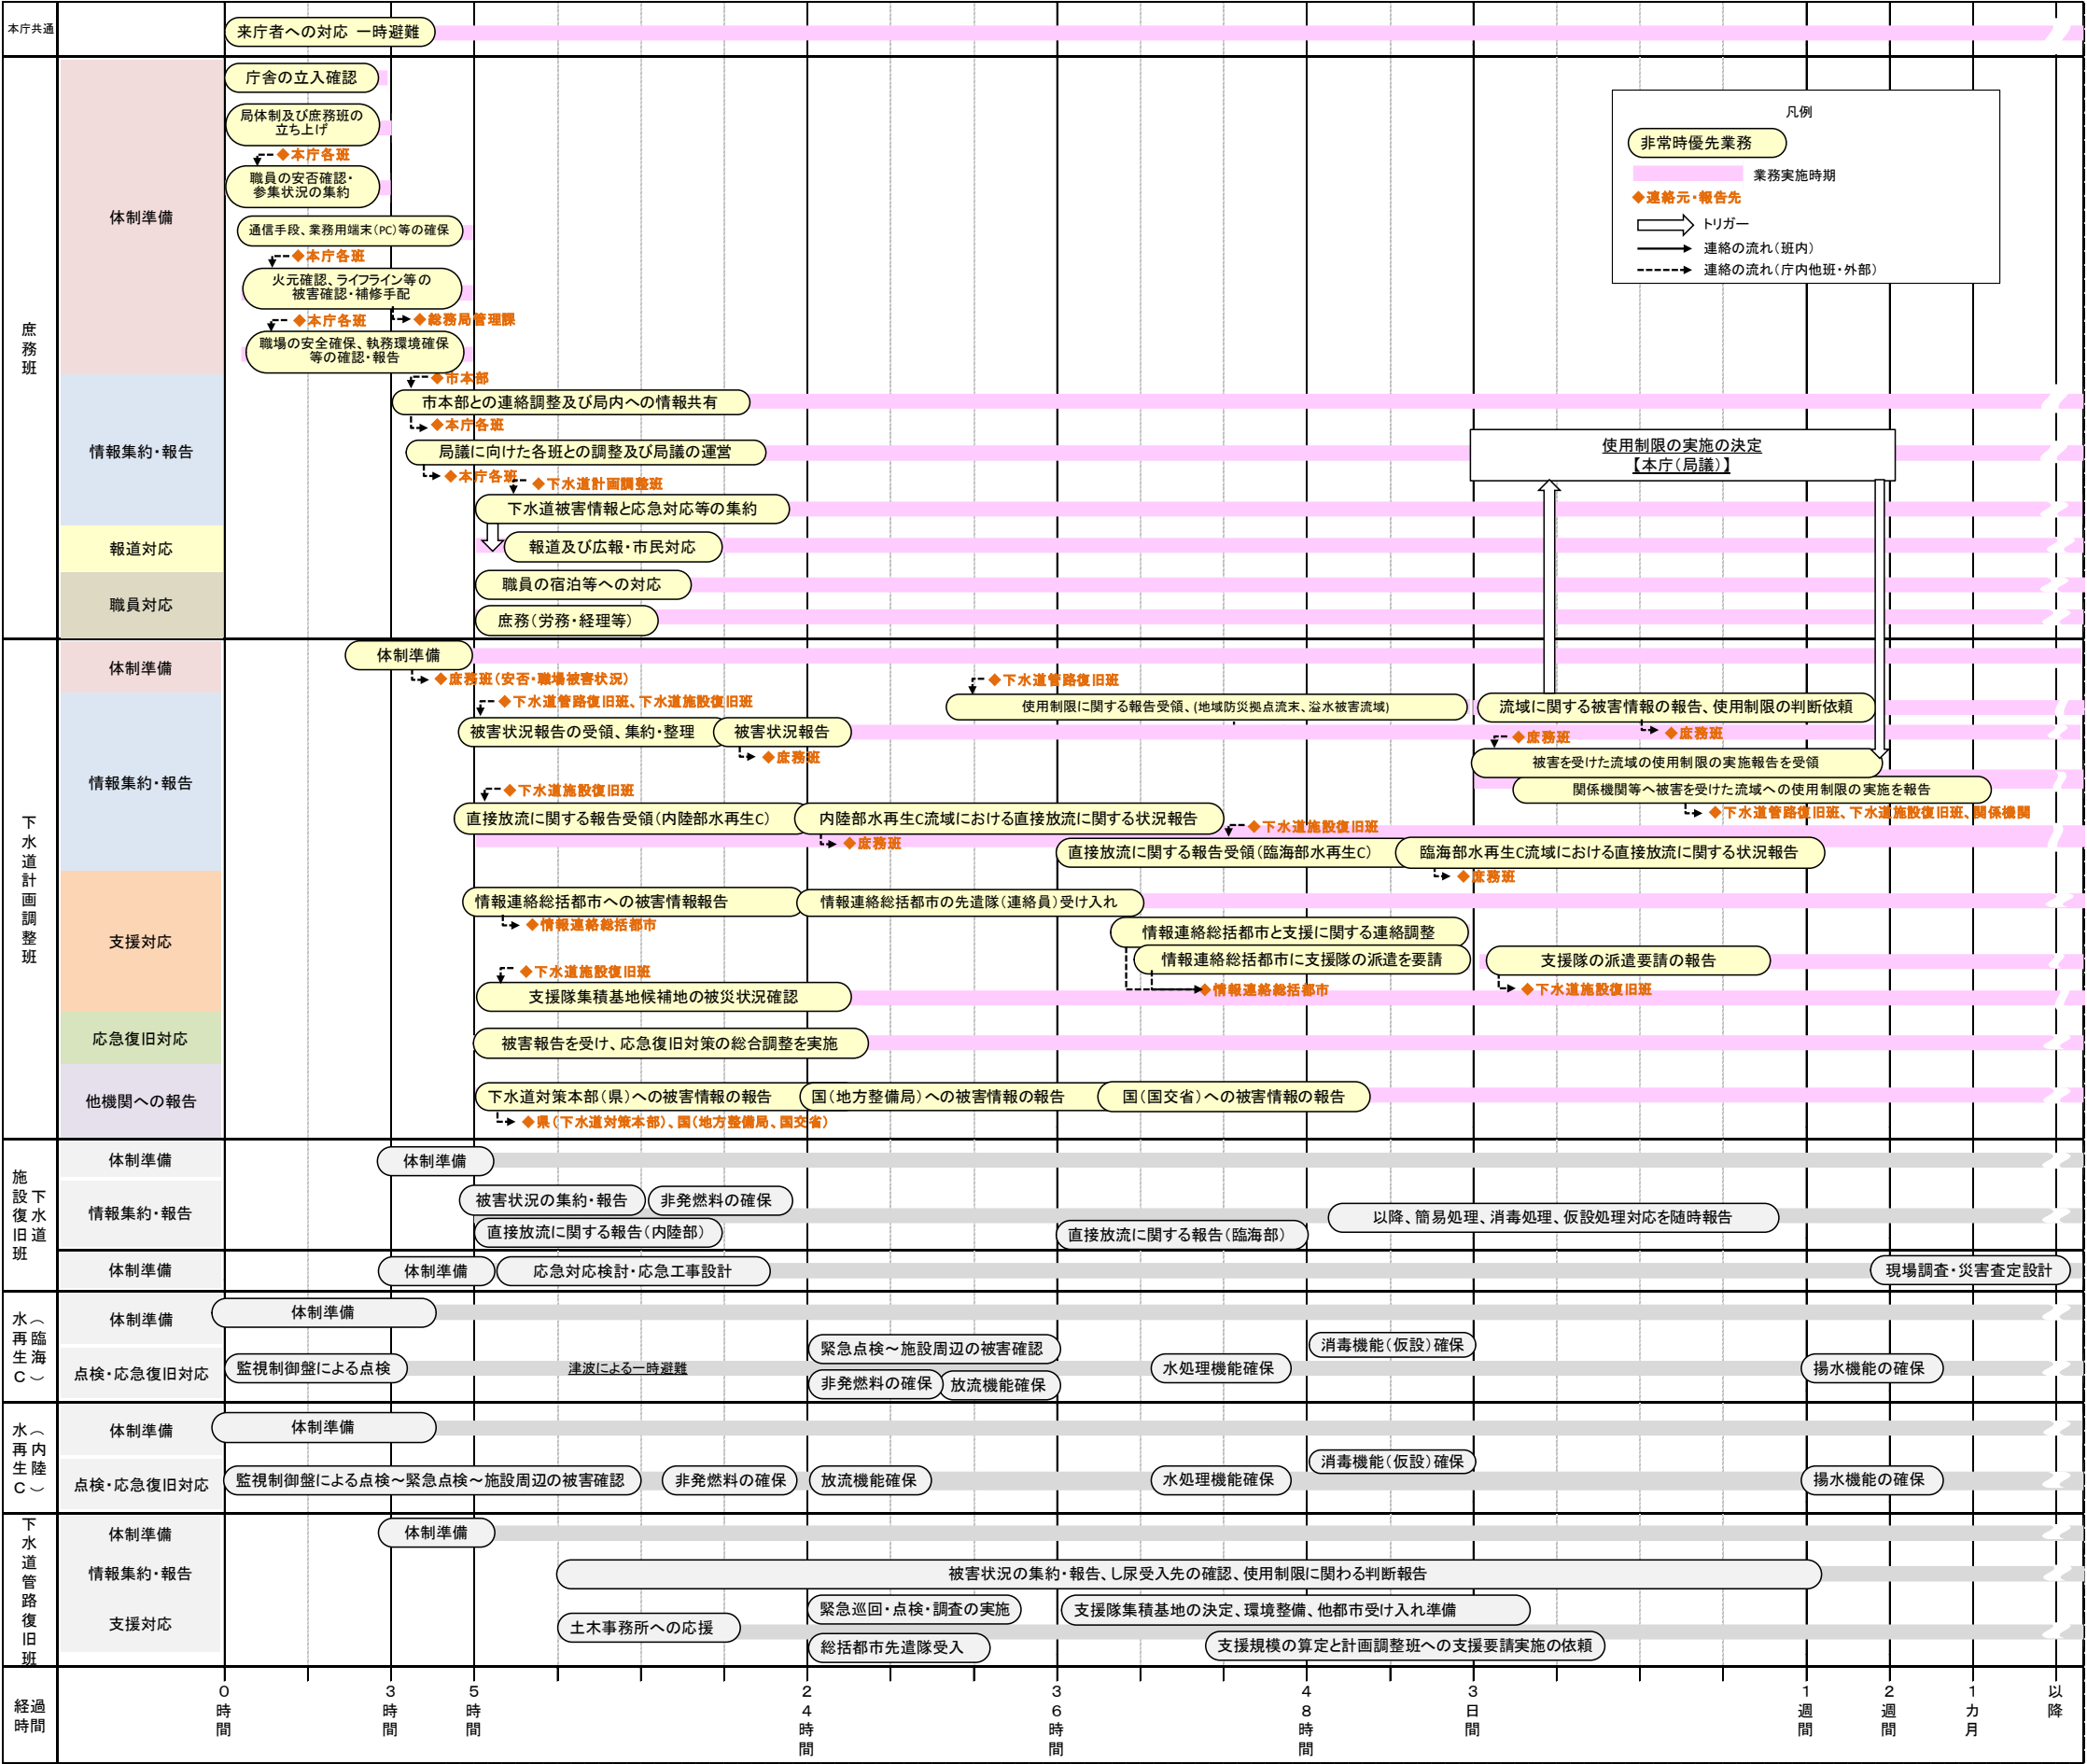 本庁共通
来庁者への対応 一時避難
庶務班
体制準備
庁舎の立入確認
局体制及び庶務班の
立ち上げ
◆本庁各班
職員の安否確認・
参集状況の集約
通信手段、業務用端末(PC)等の確保
◆本庁各班
火元確認、ライフライン等の
被害確認・補修手配
◆本庁各班
◆総務局管理課
職場の安全確保、執務環境確保
等の確認・報告
凡例
非常時優先業務
業務実施時期
◆連絡元・報告先
トリガー
連絡の流れ(班内)
連絡の流れ(庁内他班・外部)
情報集約・報告
◆市本部
市本部との連絡調整及び局内への情報共有
◆本庁各班
局議に向けた各班との調整及び局議の運営
◆本庁各班
◆下水道計画調整班
下水道被害情報と応急対応等の集約
使用制限の実施の決定
【本庁(局議)】
報道対応
報道及び広報・市民対応
職員対応
職員の宿泊等への対応
庶務(労務・経理等)
下水道計画調整班
体制準備
体制準備
◆庶務班(安否・職場被害状況)
情報集約・報告
◆下水道管路復旧班、下水道施設復旧班
◆下水道管路復旧班
使用制限に関する報告受領、(地域防災拠点流末、溢水被害流域)
流域に関する被害情報の報告、使用制限の判断依頼
被害状況報告の受領、集約・整理
被害状況報告
◆庶務班
◆庶務班
◆庶務班
被害を受けた流域の使用制限の実施報告を受領
関係機関等へ被害を受けた流域への使用制限の実施を報告
◆下水道管路復旧班、下水道施設復旧班、関係機関
◆下水道施設復旧班
直接放流に関する報告受領(内陸部水再生C)
内陸部水再生C流域における直接放流に関する状況報告
◆庶務班
◆下水道施設復旧班
直接放流に関する報告受領(臨海部水再生C)
臨海部水再生C流域における直接放流に関する状況報告
◆庶務班
支援対応
情報連絡総括都市への被害情報報告
情報連絡総括都市の先遣隊(連絡員)受け入れ
◆情報連絡総括都市
情報連絡総括都市と支援に関する連絡調整
情報連絡総括都市に支援隊の派遣を要請
支援隊の派遣要請の報告
◆下水道施設復旧班
◆情報連絡総括都市
◆下水道施設復旧班
支援隊集積基地候補地の被災状況確認
応急復旧対応
被害報告を受け、応急復旧対策の総合調整を実施
他機関への報告
下水道対策本部(県)への被害情報の報告
国(地方整備局)への被害情報の報告
国(国交省)への被害情報の報告
◆県(下水道対策本部)、国(地方整備局、国交省)
下水道
施設復旧班
体制準備
体制準備
情報集約・報告
被害状況の集約・報告
非発燃料の確保
直接放流に関する報告(内陸部)
直接放流に関する報告(臨海部)
以降、簡易処理、消毒処理、仮設処理対応を随時報告
体制準備
体制準備
応急対応検討・応急工事設計
現場調査・災害査定設計
(臨海)
水再生C
体制準備
体制準備
点検・応急復旧対応
監視制御盤による点検
津波による一時避難
緊急点検~施設周辺の被害確認
非発燃料の確保
放流機能確保
水処理機能確保
消毒機能(仮設)確保
揚水機能の確保
(内陸)
水再生C
体制準備
体制準備
点検・応急復旧対応
監視制御盤による点検~緊急点検~施設周辺の被害確認
非発燃料の確保
放流機能確保
水処理機能確保
消毒機能(仮設)確保
揚水機能の確保
下水道管路復旧班
体制準備
体制準備
情報集約・報告
被害状況の集約・報告、し尿受入先の確認、使用制限に関わる判断報告
支援対応
土木事務所への応援
緊急巡回・点検・調査の実施
総括都市先遣隊受入
支援隊集積基地の決定、環境整備、他都市受け入れ準備
支援規模の算定と計画調整班への支援要請実施の依頼
経過
時間
0時間
3時間
5時間
24時間
36時間
48時間
3日間
1週間
2週間
1カ月
以降